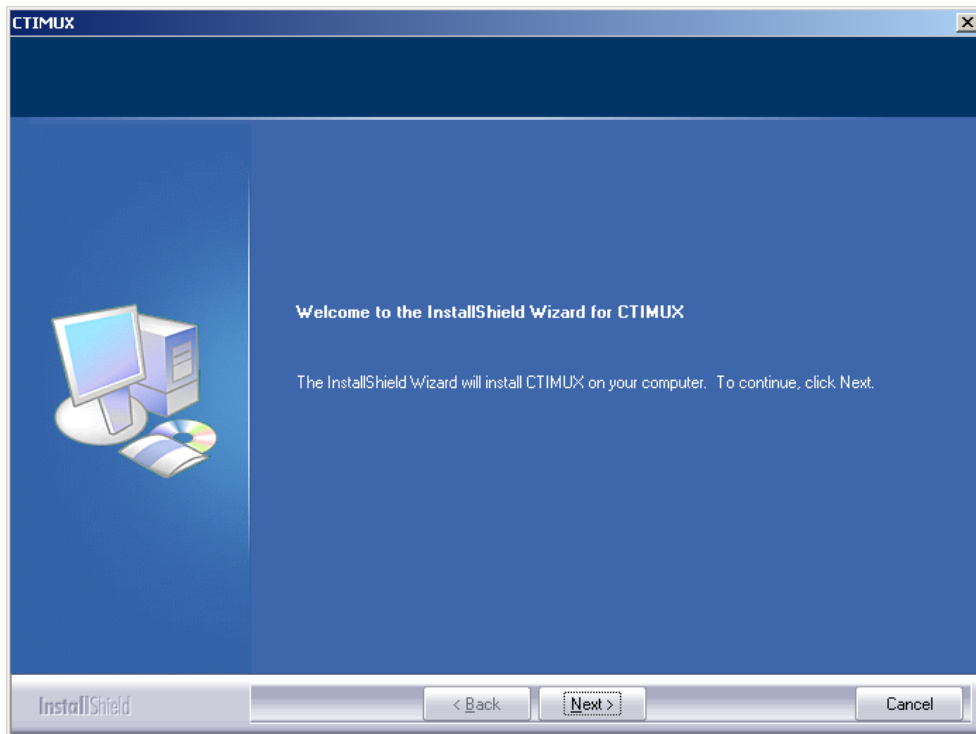 CTIMUX
Welcome to the InstallShield Wizard for CTIMUX
The InstallShield Wizard will install CTIMUX on your computer. To continue, click Next.
InstallShield
< Back
Next >
Cancel